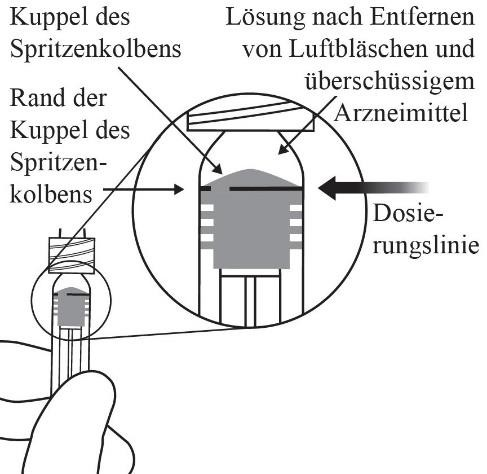 Kuppel des
Spritzenkolbens
Lösung nach Entfernen
von Luftbläschen und
überschüssigem
Arzneimittel
Rand der
Kuppel des
Spritzen-
kolbens
Dosie-
rungslinie